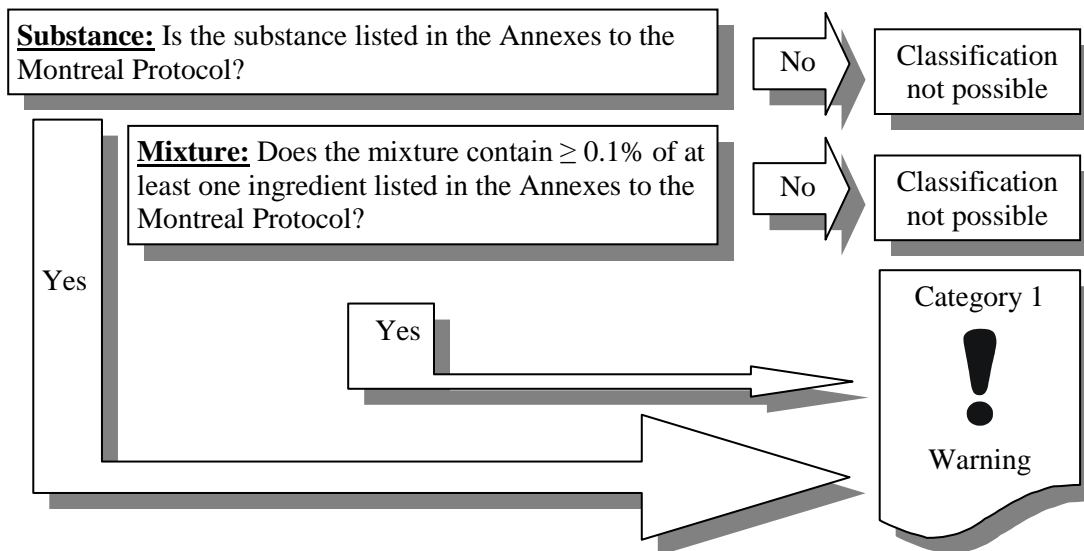 Substance: Is the substance listed in the Annexes to the
Montreal Protocol?
No
Classification
not possible
Mixture: Does the mixture contain ≥ 0.1% of at
least one ingredient listed in the Annexes to the
Montreal Protocol?
No
Classification
not possible
Yes
Yes
Category 1
!
Warning